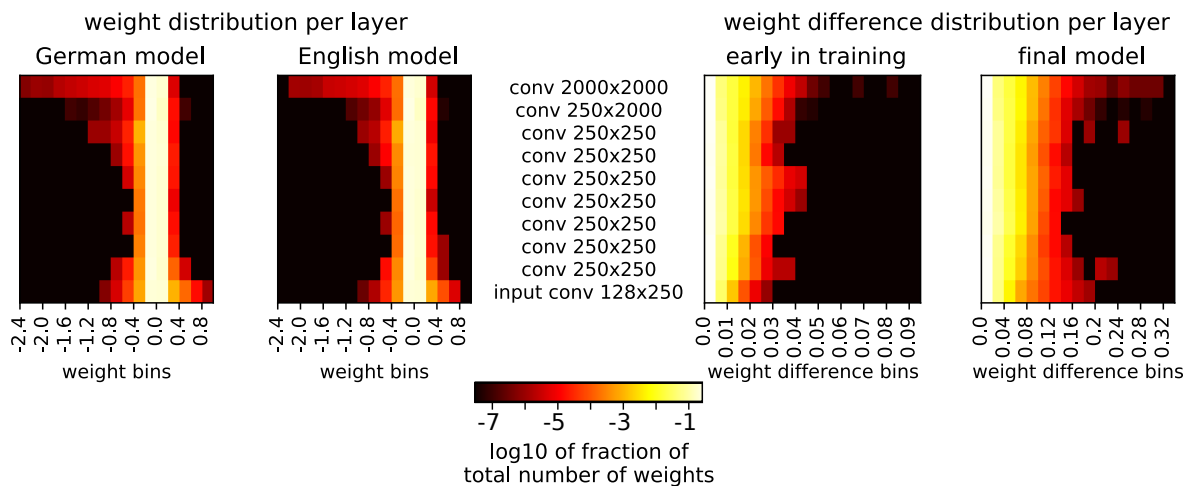 weight distribution per layer
German model
English model
weight difference distribution per layer
early in training
final model
conv 2000x2000
conv 250x2000
conv 250x250
conv 250x250
conv 250x250
conv 250x250
conv 250x250
conv 250x250
conv 250x250
input conv 128x250
-2.4 -2.0 -1.6 -1.2 -0.8 -0.4 0.0 0.4 0.8
weight bins
-2.4 -2.0 -1.6 -1.2 -0.8 -0.4 0.0 0.4 0.8
weight bins
0.0 0.01 0.02 0.03 0.04 0.05 0.06 0.07 0.08 0.09
weight difference bins
0.0 0.04 0.08 0.12 0.16 0.2 0.24 0.28 0.32
weight difference bins
-7 -5 -3 -1
log10 of fraction of
total number of weights